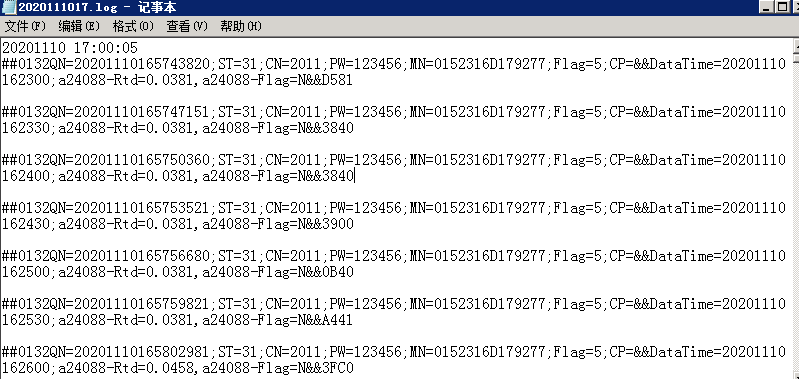 2020111017.log - 记事本
文件(F) 编辑(E) 格式(O) 查看(V) 帮助(H)
20201110 17:00:05
##0132QN=20201110165743820;ST=31;CN=2011;PW=123456;MN=0152316D179277;Flag=5;CP=&&DataTime=20201110
162300;a24088-Rtd=0.0381,a24088-Flag=N&&D581
##0132QN=20201110165747151;ST=31;CN=2011;PW=123456;MN=0152316D179277;Flag=5;CP=&&DataTime=20201110
162330;a24088-Rtd=0.0381,a24088-Flag=N&&3840
##0132QN=20201110165750360;ST=31;CN=2011;PW=123456;MN=0152316D179277;Flag=5;CP=&&DataTime=20201110
162400;a24088-Rtd=0.0381,a24088-Flag=N&&3840
##0132QN=20201110165753521;ST=31;CN=2011;PW=123456;MN=0152316D179277;Flag=5;CP=&&DataTime=20201110
162430;a24088-Rtd=0.0381,a24088-Flag=N&&3900
##0132QN=20201110165756680;ST=31;CN=2011;PW=123456;MN=0152316D179277;Flag=5;CP=&&DataTime=20201110
162500;a24088-Rtd=0.0381,a24088-Flag=N&&0B40
##0132QN=20201110165759821;ST=31;CN=2011;PW=123456;MN=0152316D179277;Flag=5;CP=&&DataTime=20201110
162530;a24088-Rtd=0.0381,a24088-Flag=N&&A441
##0132QN=20201110165802981;ST=31;CN=2011;PW=123456;MN=0152316D179277;Flag=5;CP=&&DataTime=20201110
162600;a24088-Rtd=0.0458,a24088-Flag=N&&3FC0